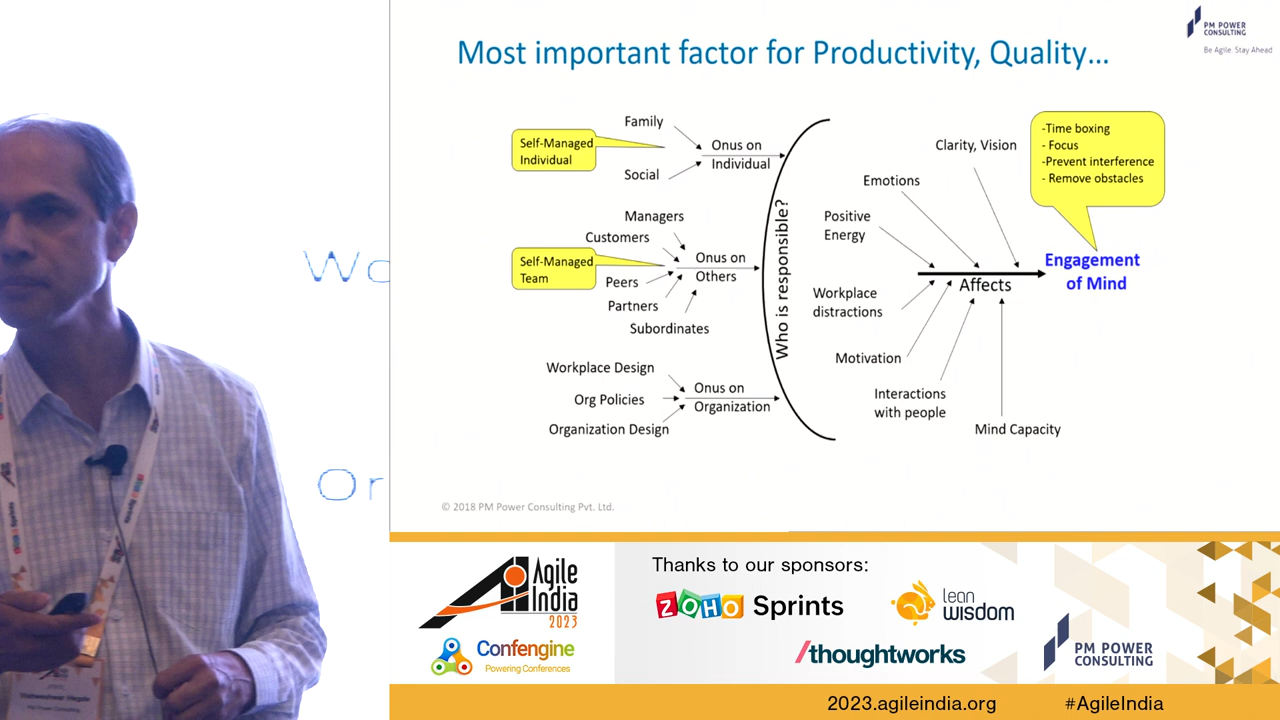 PM POWER
CONSULTING
Be Agile Stay Ahead
Most important factor for Productivity, Quality...
Self-Managed
Individual
Family
Social
Onus on
Individual
Self-Managed
Team
Managers
Customers
Peers
Partners
Subordinates
Onus on
Others
Workplace Design
Org Policies
Organization Design
Onus on
Organization
Who is responsible?
Clarity, Vision
Emotions
Positive
Energy
Workplace
distractions
Motivation
Interactions
with people
Mind Capacity
Affects
-Time boxing
- Focus
-Prevent interference
- Remove obstacles
Engagement
of Mind
© 2018 PM Power Consulting Pvt. Ltd.
Wo
Or
Agile
India
2023
Confengine
Powering Conferences
Thanks to our sponsors:
ZOHO Sprints
lean
wisdom
/thoughtworks
PM POWER
CONSULTING
2023.agileindia.org
#AgileIndia